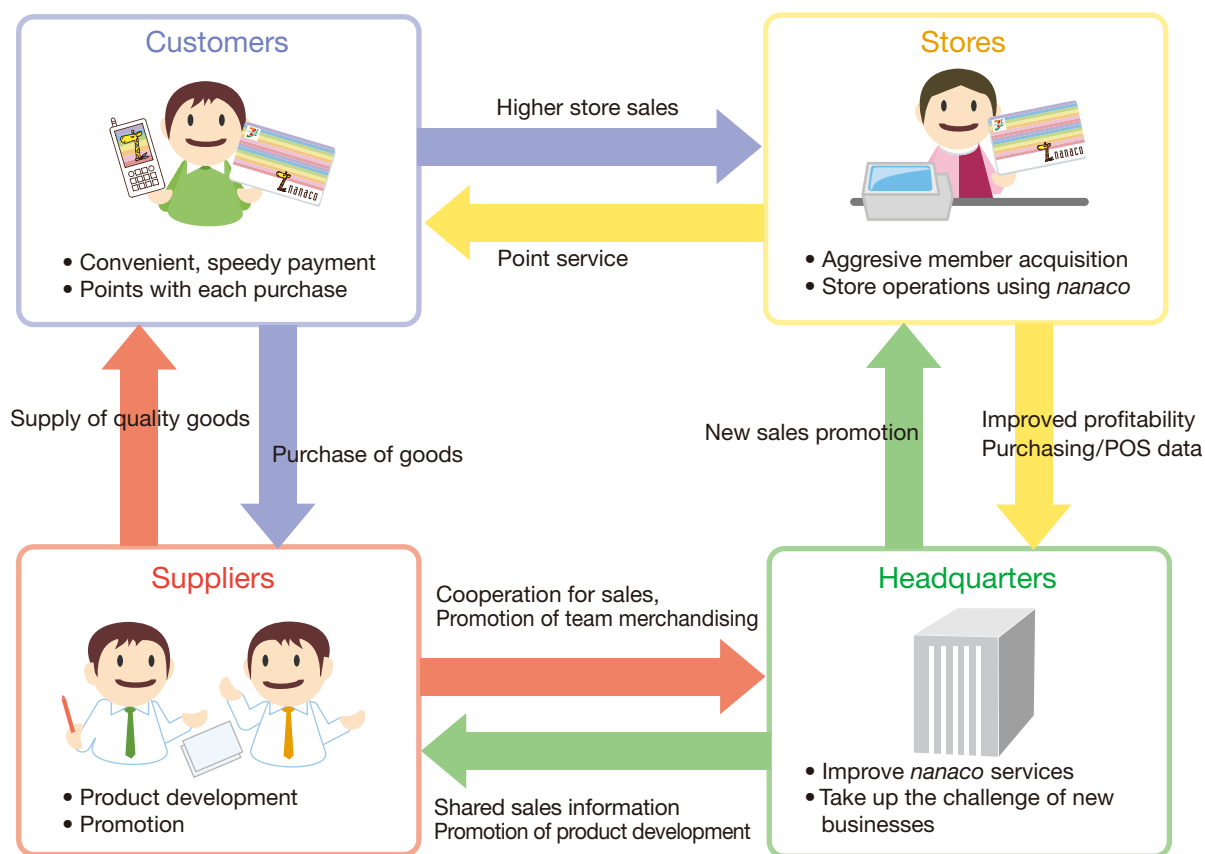 Customers
Stores
Higher store sales
nanaco
nanaco
Point service
• Convenient, speedy payment
• Points with each purchase
• Aggresive member acquisition
• Store operations using nanaco
Supply of quality goods
Purchase of goods
New sales promotion
Improved profitability
Purchasing/POS data
Suppliers
Headquarters
Cooperation for sales,
Promotion of team merchandising
• Product development
• Promotion
Shared sales information
Promotion of product development
• Improve nanaco services
• Take up the challenge of new
businesses